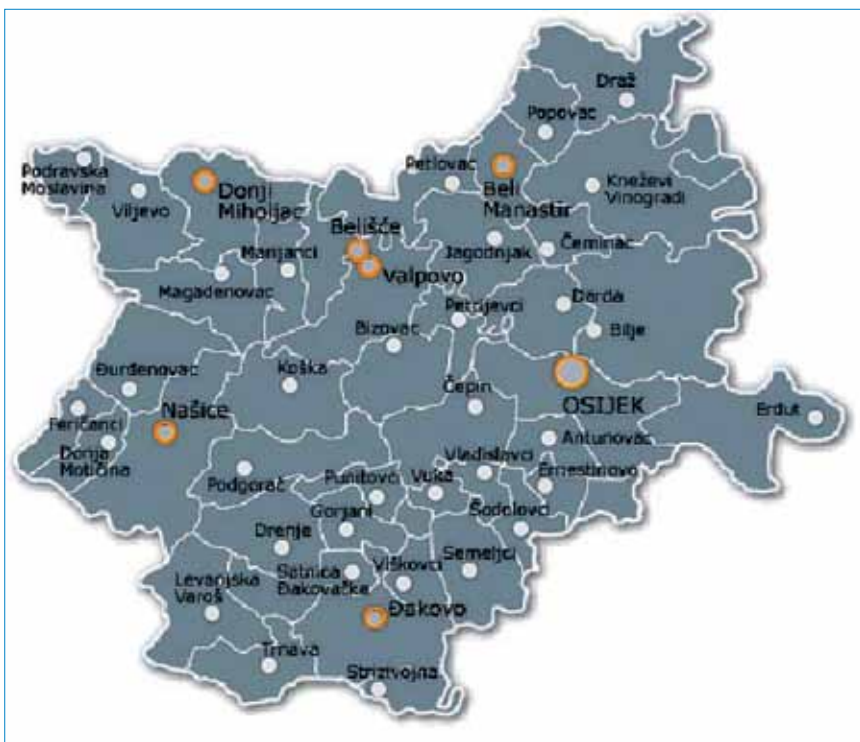 Draž
Popovac
Podravska
Moslavina
Viljevo
Donji
Miholjac
Petlovac
Beli
Manastir
Kneževi
Vinogradi
Belišće
Marijanci
Jagodnjak
Čeminac
Magadenovac
Valpovo
Petrijevci
Darda
Bizovac
Bilje
Đurđenovac
Koška
Čepin
OSIJEK
Našice
Feričanci
Erdut
Donja
Motičina
Antunovac
Vladislavci
Podgorač
Punitovci
Vuka
Ernestinovo
Gorjani
Šodolovci
Drenje
Semeljci
Levanjska
Varoš
Satnica
Đakovačka
Viškovci
Đakovo
Trnava
Strizivojna